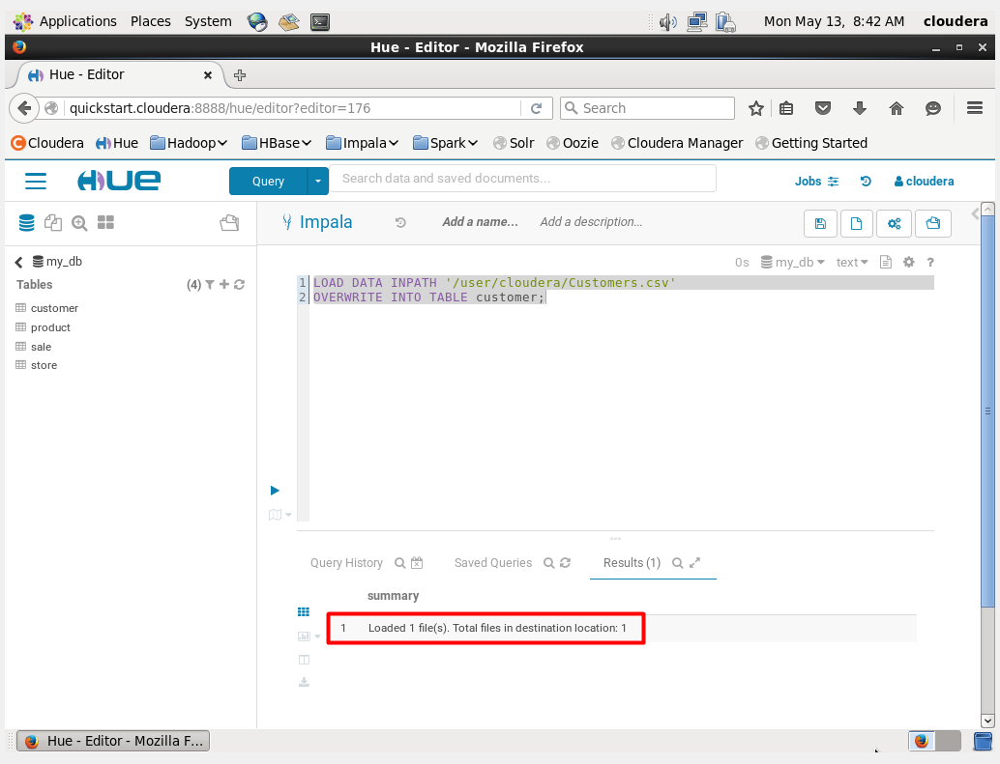 Applications Places System Mon May 13, 8:42 AM cloudera
Hue - Editor - Mozilla Firefox
Hue - Editor
quickstart.cloudera:8888/hue/editor?editor=176 Search
Cloudera Hue Hadoop HBase Impala Spark Solr Oozie Cloudera Manager Getting Started
HUE Query Search data and saved documents... Jobs cloudera
Impala Add a name... Add a description...
my_db
0s my_db text ?
Tables (4)
customer
product
sale
store
1 LOAD DATA INPATH '/user/cloudera/Customers.csv'
2 OVERWRITE INTO TABLE customer;
Query History Saved Queries Results (1)
summary
1 Loaded 1 file(s). Total files in destination location: 1
Hue - Editor - Mozilla F...